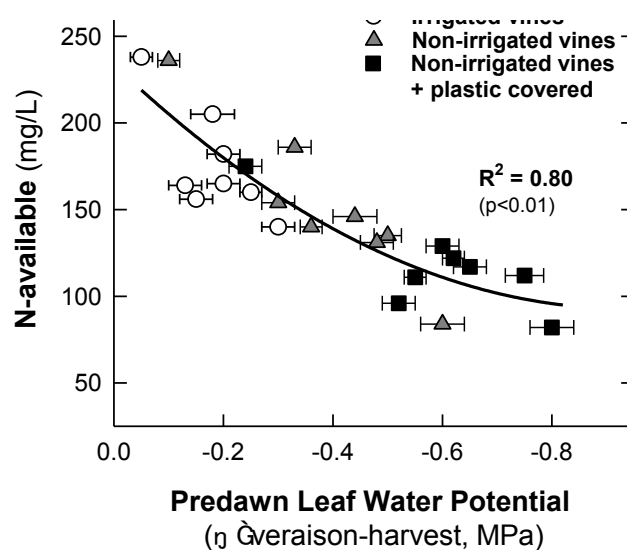 Irrigated vines
Non-irrigated vines
Non-irrigated vines
+ plastic covered
R² = 0.80
(p<0.01)
N-available (mg/L)
250
200
150
100
50
0.0 -0.2 -0.4 -0.6 -0.8
Predawn Leaf Water Potential
veraison-harvest, MPa)